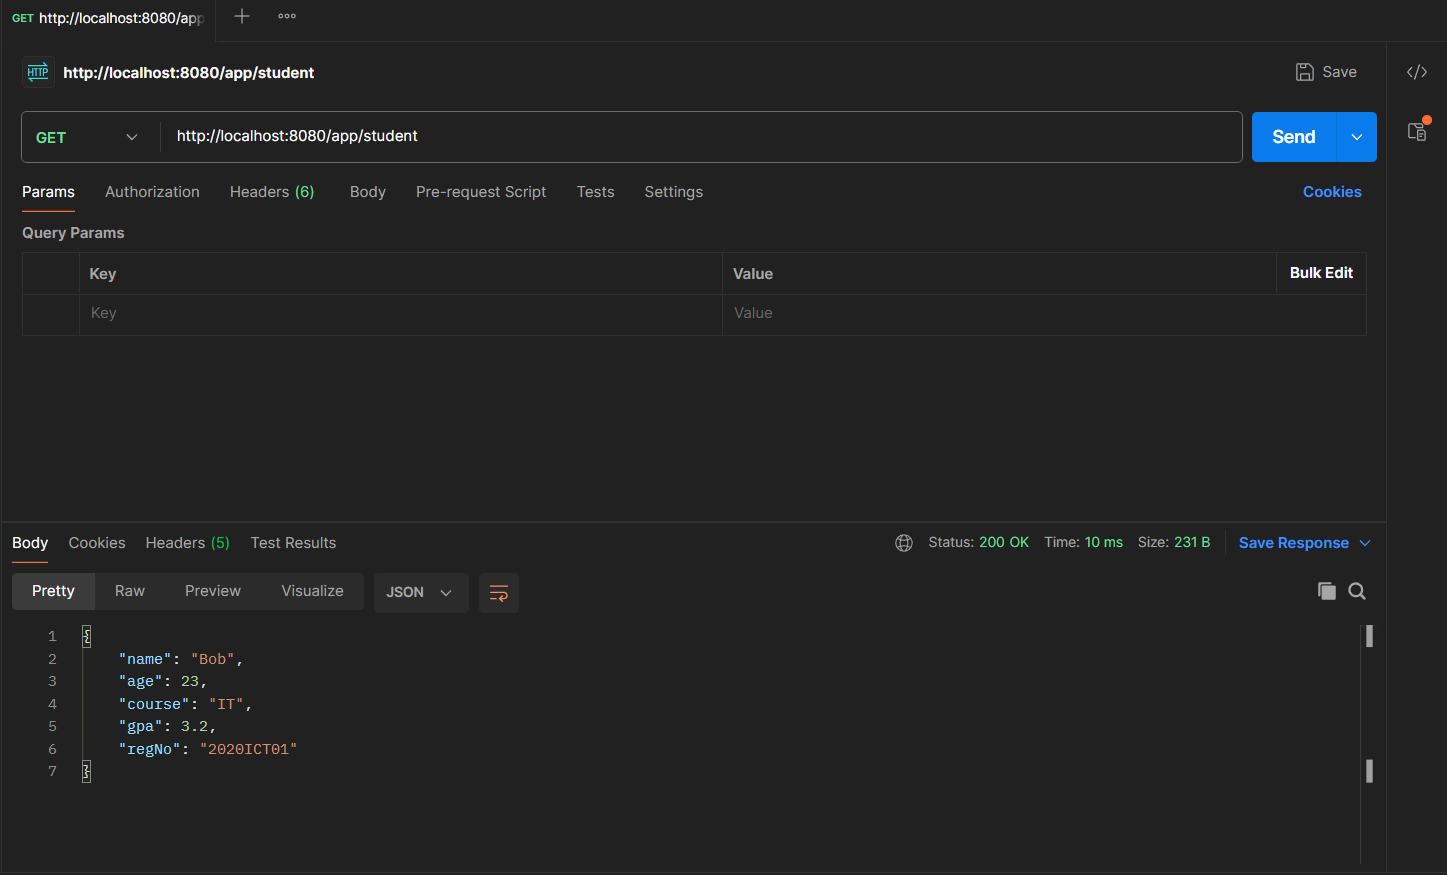 GET http://localhost:8080/app
HTTP http://localhost:8080/app/student
Save
GET http://localhost:8080/app/student
Send
Params Authorization Headers (6) Body Pre-request Script Tests Settings Cookies
Query Params
Key Value Bulk Edit
Key Value
Body Cookies Headers (5) Test Results Status: 200 OK Time: 10 ms Size: 231 B Save Response
Pretty Raw Preview Visualize JSON
1 {
2 "name": "Bob",
3 "age": 23,
4 "course": "IT",
5 "gpa": 3.2,
6 "regNo": "2020ICT01"
7 }